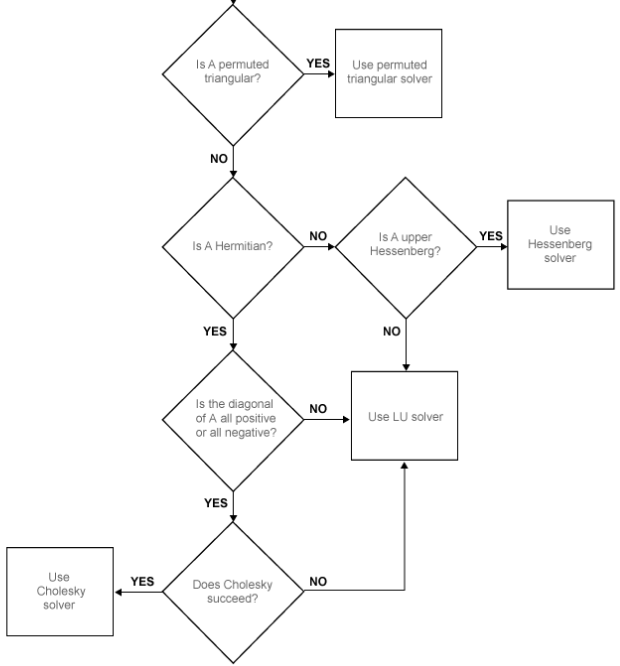 Is A permuted
triangular?
YES
Use permuted
triangular solver
NO
Is A Hermitian?
NO
Is A upper
Hessenberg?
YES
Use
Hessenberg
solver
YES
NO
Is the diagonal
of A all positive
or all negative?
NO
Use LU solver
YES
Use
Cholesky
solver
YES
Does Cholesky
succeed?
NO